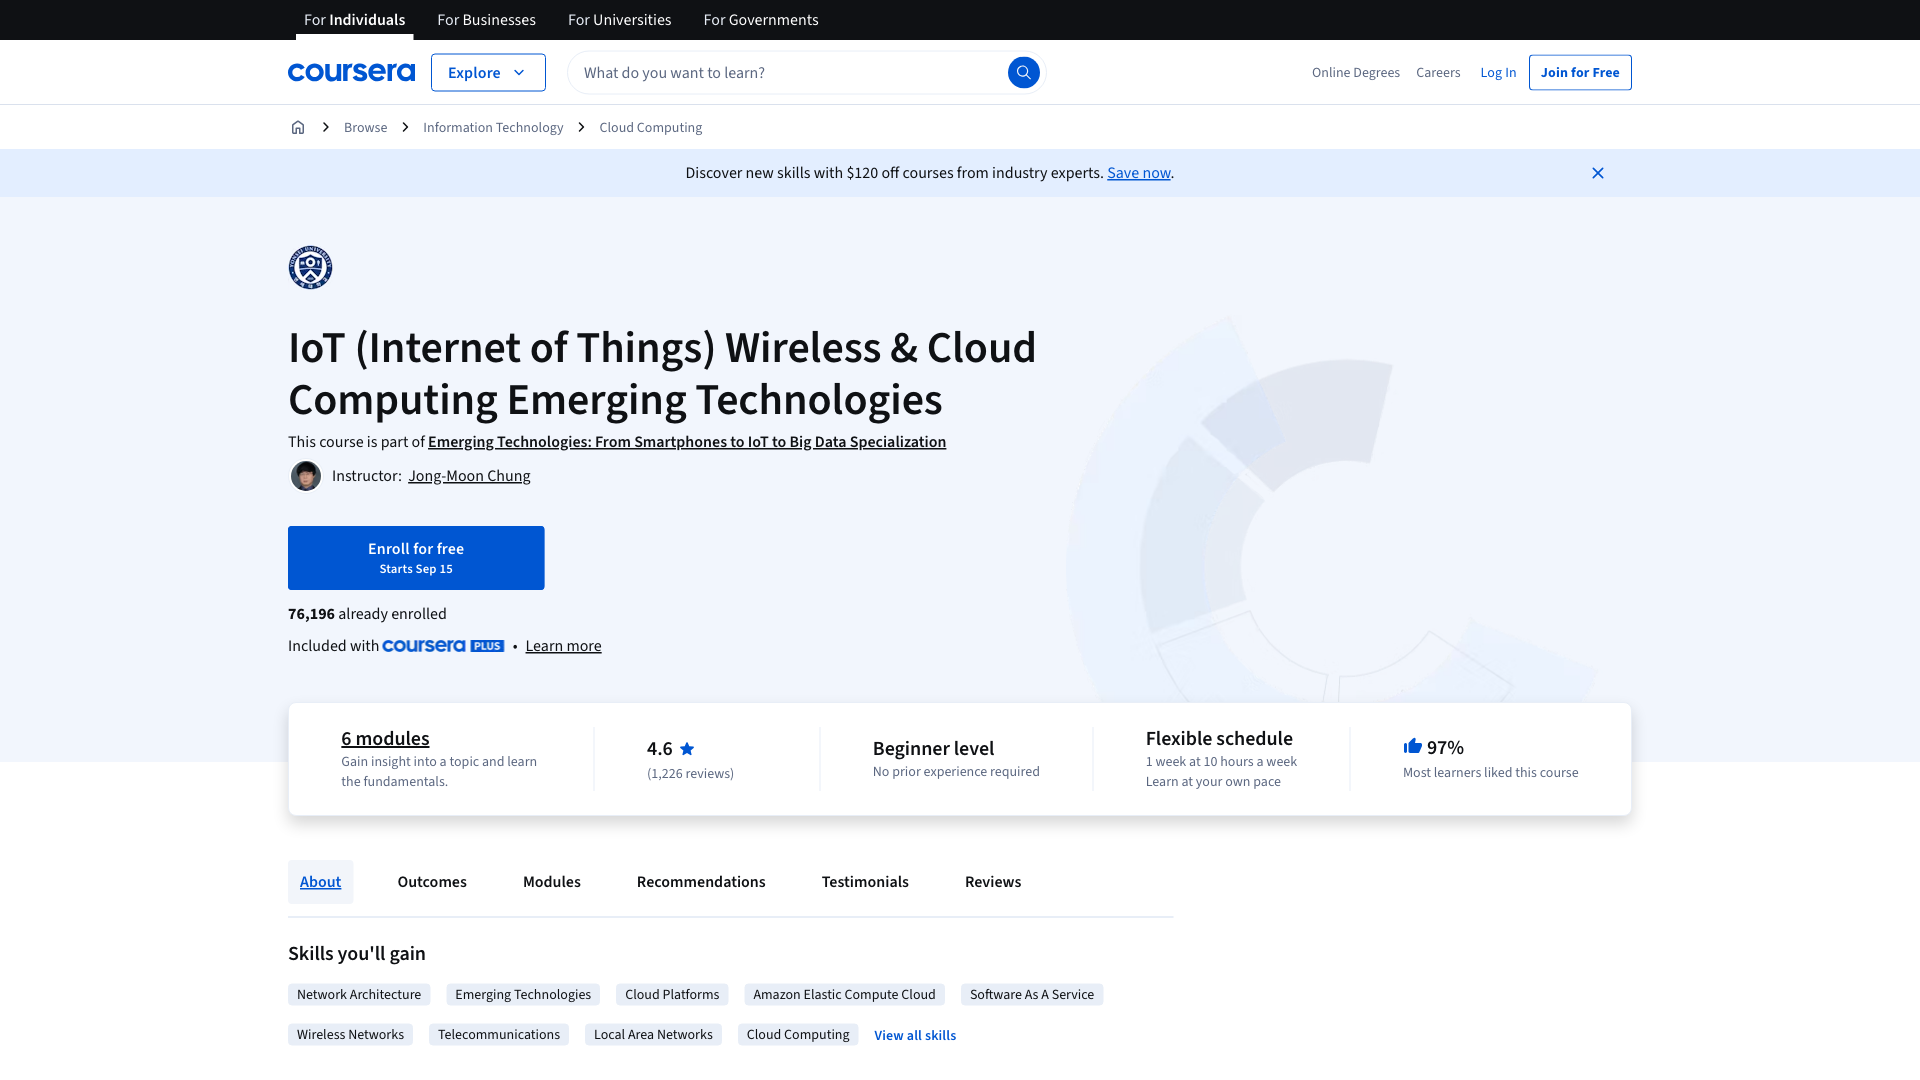 For Individuals
For Businesses
For Universities
For Governments
coursera
Explore
What do you want to learn?
Online Degrees
Careers
Log In
Join for Free
Browse
Information Technology
Cloud Computing
Discover new skills with $120 off courses from industry experts. Save now.
IoT (Internet of Things) Wireless & Cloud
Computing Emerging Technologies
This course is part of Emerging Technologies: From Smartphones to IoT to Big Data Specialization
Instructor: Jong-Moon Chung
Enroll for free
Starts Sep 15
76,196 already enrolled
Included with coursera PLUS • Learn more
6 modules
Gain insight into a topic and learn
the fundamentals.
4.6
(1,226 reviews)
Beginner level
No prior experience required
Flexible schedule
1 week at 10 hours a week
Learn at your own pace
97%
Most learners liked this course
About
Outcomes
Modules
Recommendations
Testimonials
Reviews
Skills you'll gain
Network Architecture
Emerging Technologies
Cloud Platforms
Amazon Elastic Compute Cloud
Software As A Service
Wireless Networks
Telecommunications
Local Area Networks
Cloud Computing
View all skills